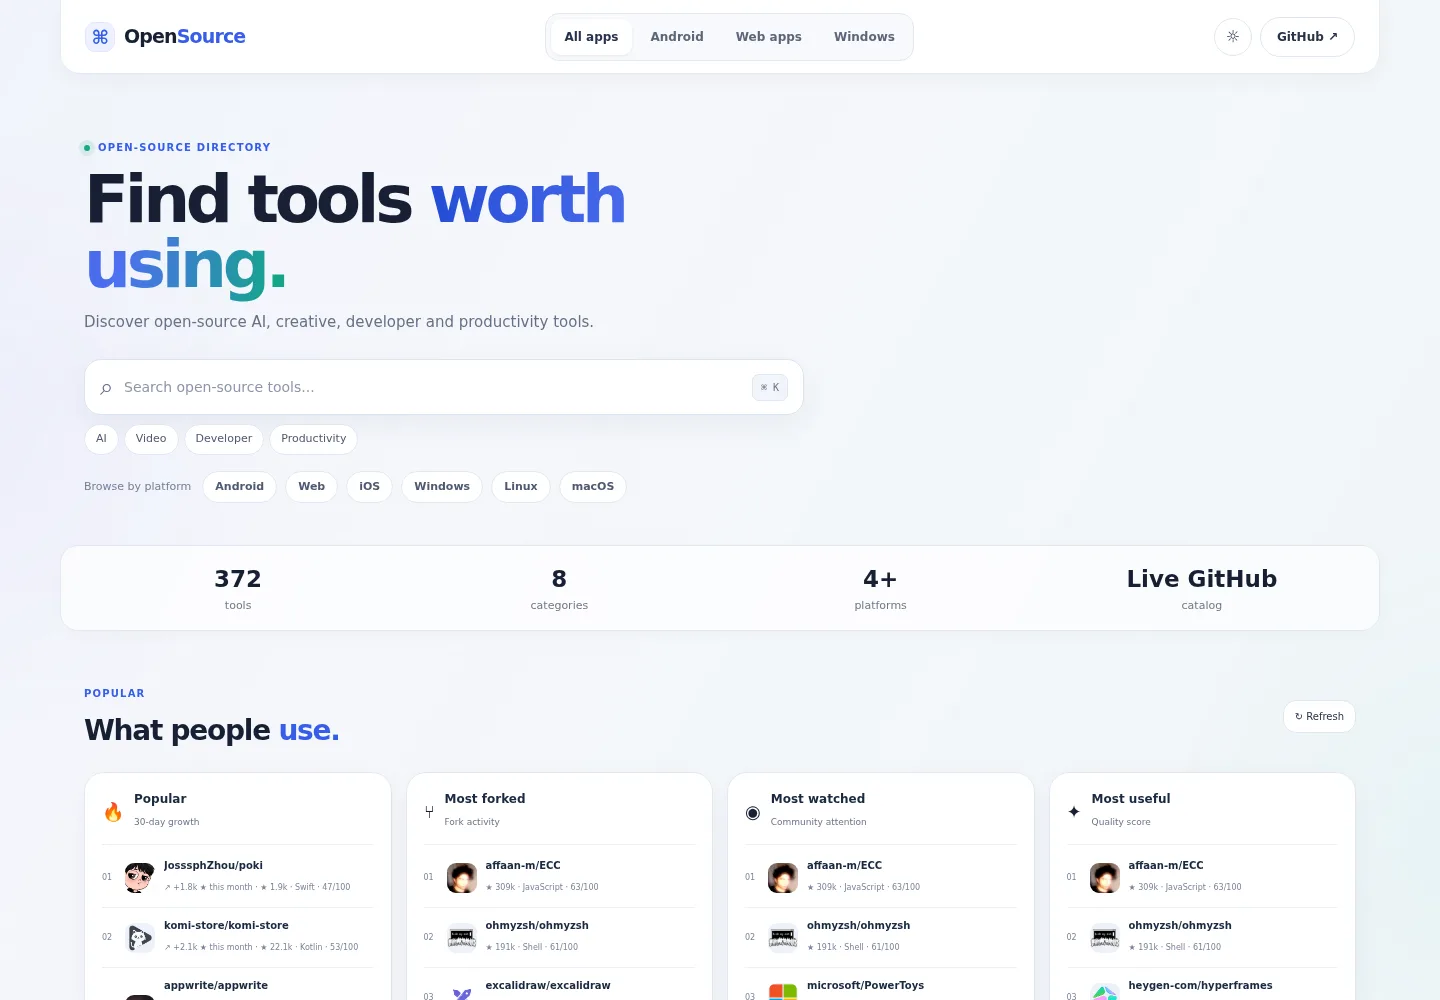 OpenSource
All apps
Android
Web apps
Windows
GitHub ↗
OPEN-SOURCE DIRECTORY
Find tools worth
using.
Discover open-source AI, creative, developer and productivity tools.
Search open-source tools...
⌘ K
AI
Video
Developer
Productivity
Browse by platform
Android
Web
iOS
Windows
Linux
macOS
372
tools
8
categories
4+
platforms
Live GitHub
catalog
POPULAR
What people use.
↻ Refresh
Popular
30-day growth
01
JosssphZhou/poki
↗ +1.8k ★ this month · ★ 1.9k · Swift · 47/100
02
komi-store/komi-store
↗ +2.1k ★ this month · ★ 22.1k · Kotlin · 53/100
appwrite/appwrite
Most forked
Fork activity
01
affaan-m/ECC
★ 309k · JavaScript · 63/100
02
ohmyzsh/ohmyzsh
★ 191k · Shell · 61/100
03
excalidraw/excalidraw
Most watched
Community attention
01
affaan-m/ECC
★ 309k · JavaScript · 63/100
02
ohmyzsh/ohmyzsh
★ 191k · Shell · 61/100
03
microsoft/PowerToys
Most useful
Quality score
01
affaan-m/ECC
★ 309k · JavaScript · 63/100
02
ohmyzsh/ohmyzsh
★ 191k · Shell · 61/100
03
heygen-com/hyperframes